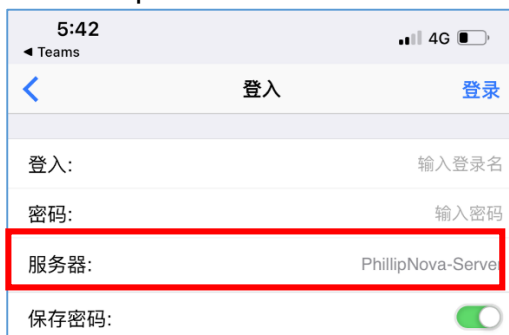 5:42
4G
◀ Teams
登入
登录
登入:
输入登录名
密码:
输入密码
服务器:
PhillipNova-Server
保存密码: